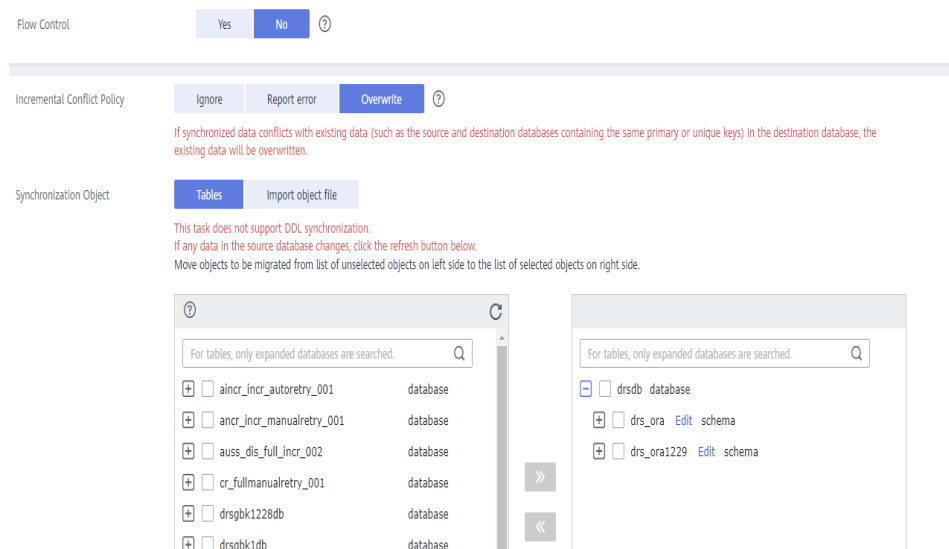 Flow Control Yes No ?
Incremental Conflict Policy Ignore Report error Overwrite ?
If synchronized data conflicts with existing data (such as the source and destination databases containing the same primary or unique keys) in the destination database, the
existing data will be overwritten.
Synchronization Object Tables Import object file
This task does not support DDL synchronization.
If any data in the source database changes, click the refresh button below.
Move objects to be migrated from list of unselected objects on left side to the list of selected objects on right side.
?
For tables, only expanded databases are searched.
aincr_incr_autoretry_001 database
ancr_incr_manualretry_001 database
auss_dis_full_incr_002 database
cr_fullmanualretry_001 database
drsgbk1228db database
drsgbk1db database
»
«
For tables, only expanded databases are searched.
drsdb database
drs_ora Edit schema
drs_ora1229 Edit schema